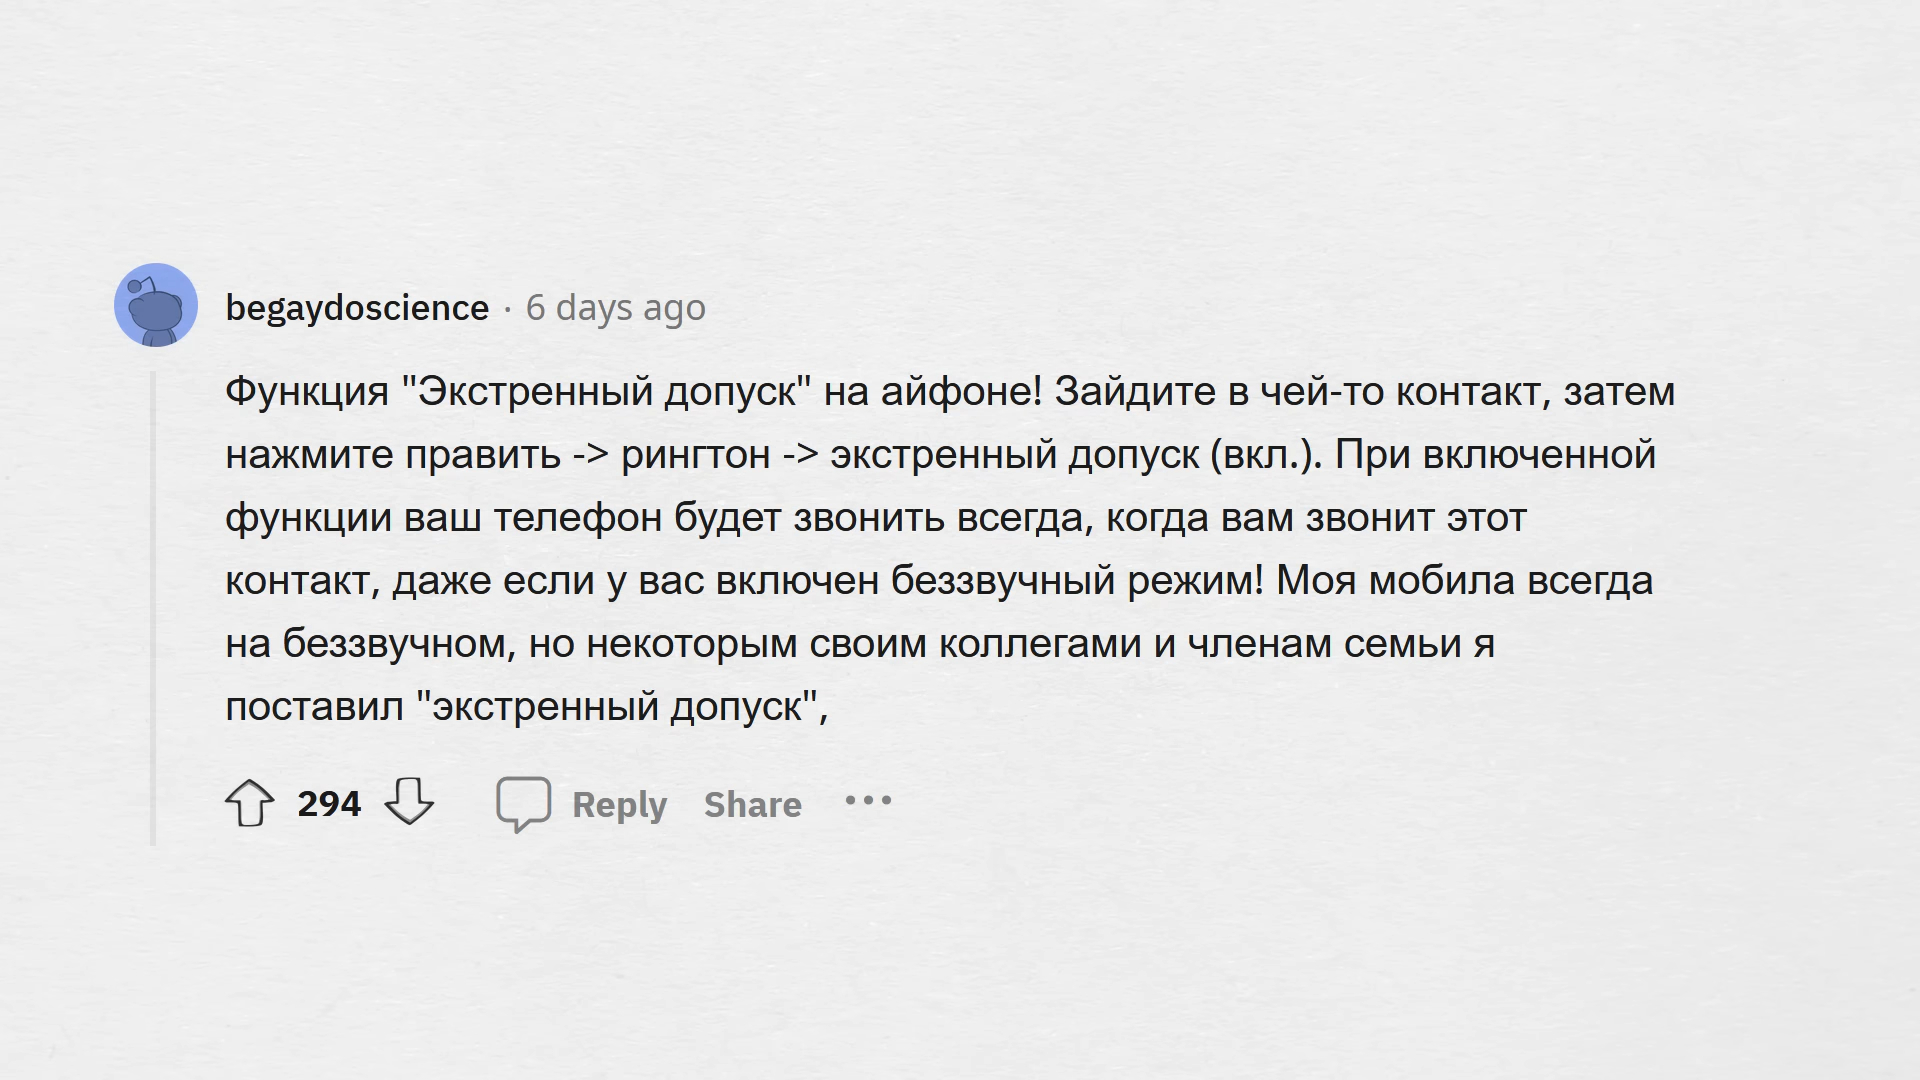 begaydoscience · 6 days ago
Функция "Экстренный допуск" на айфоне! Зайдите в чей-то контакт, затем
нажмите править -> рингтон -> экстренный допуск (вкл.). При включенной
функции ваш телефон будет звонить всегда, когда вам звонит этот
контакт, даже если у вас включен беззвучный режим! Моя мобила всегда
на беззвучном, но некоторым своим коллегами и членам семьи я
поставил "экстренный допуск",
294 Reply Share